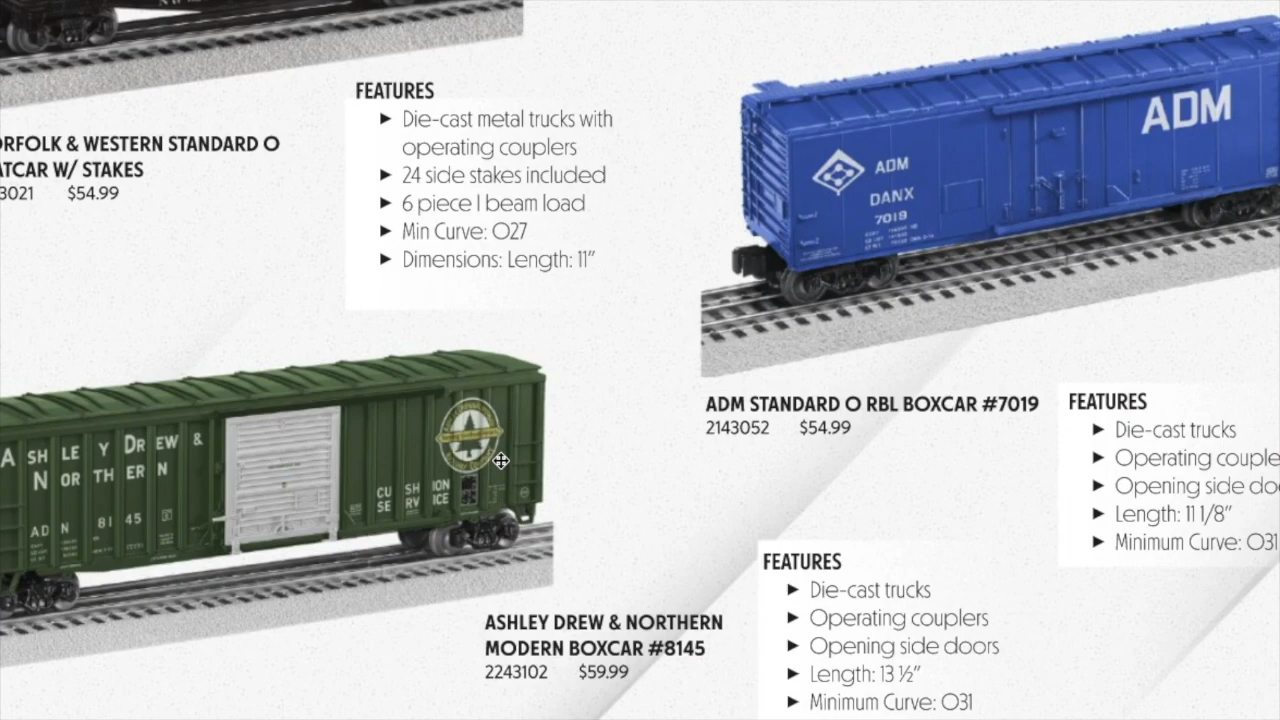 ORFOLK & WESTERN STANDARD O
ATCAR W/ STAKES
3021 $54.99
FEATURES
► Die-cast metal trucks with
operating couplers
► 24 side stakes included
► 6 piece I beam load
► Min Curve: O27
► Dimensions: Length: 11”
ADM
ADM
DANX
7019
ADM STANDARD O RBL BOXCAR #7019
2143052 $54.99
FEATURES
► Die-cast trucks
► Operating couple
► Opening side doo
► Length: 11 1/8”
► Minimum Curve: O31
ASHLEY DREW &
NORTHERN
ADN 8145
CUSHION
SERVICE
ASHLEY DREW & NORTHERN
MODERN BOXCAR #8145
2243102 $59.99
FEATURES
► Die-cast trucks
► Operating couplers
► Opening side doors
► Length: 13 ½”
► Minimum Curve: O31